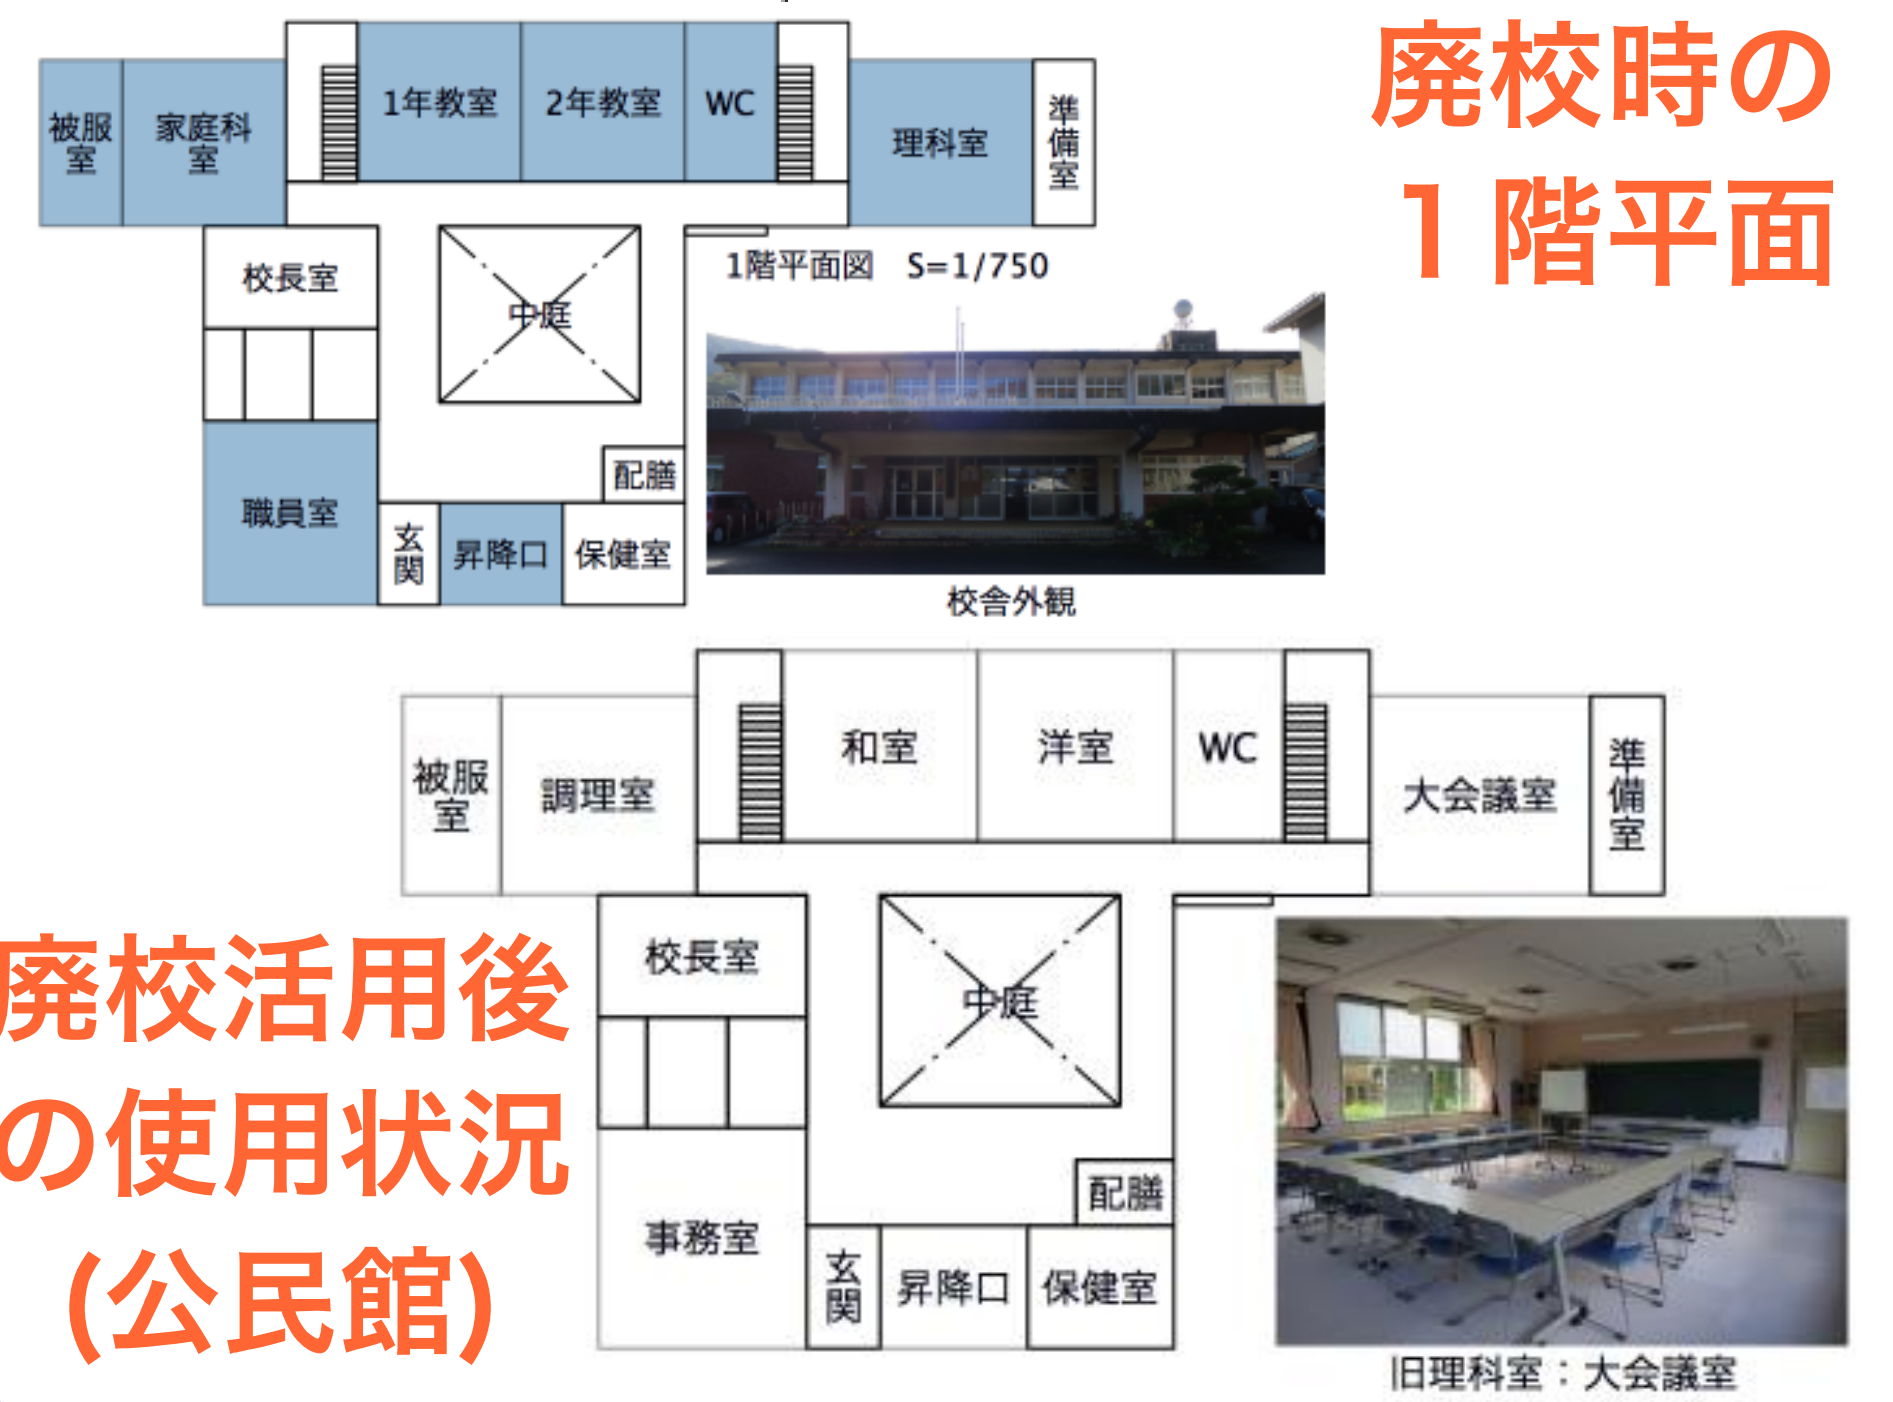 廃校時の
1階平面
被服
室
家庭科
室
1年教室
2年教室
WC
理科室
準備室
校長室
中庭
1階平面図 S=1/750
配膳
職員室
玄関
昇降口
保健室
校舎外観
被服
室
調理室
和室
洋室
WC
大会議室
準備室
校長室
中庭
廃校活用後
の使用状況
(公民館)
事務室
配膳
玄関
昇降口
保健室
旧理科室：大会議室